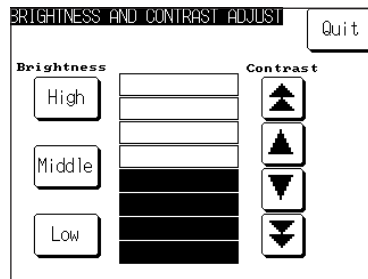 BRIGHTNESS AND CONTRAST ADJUST
Quit
Brightness
Contrast
High
Middle
Low